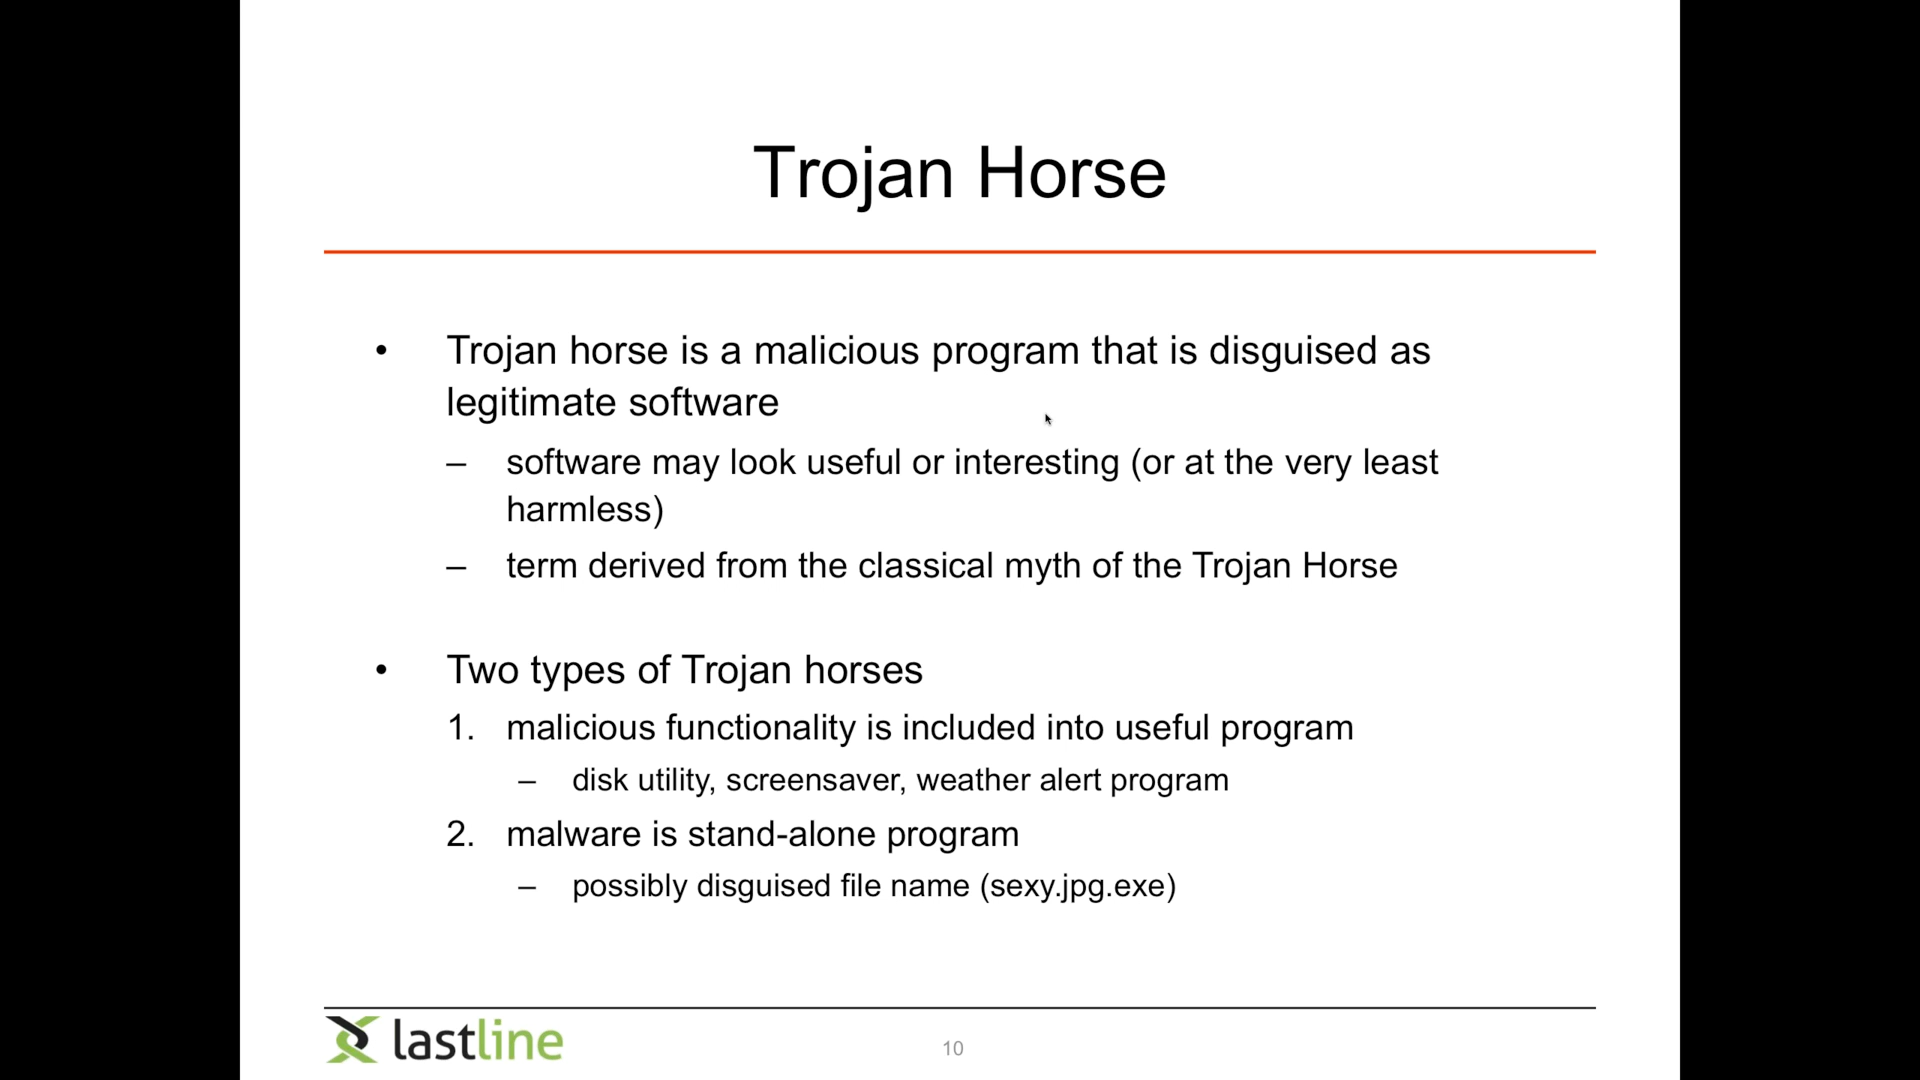 Trojan Horse
• Trojan horse is a malicious program that is disguised as
legitimate software
– software may look useful or interesting (or at the very least
harmless)
– term derived from the classical myth of the Trojan Horse
• Two types of Trojan horses
1. malicious functionality is included into useful program
– disk utility, screensaver, weather alert program
2. malware is stand-alone program
– possibly disguised file name (sexy.jpg.exe)
lastline
10